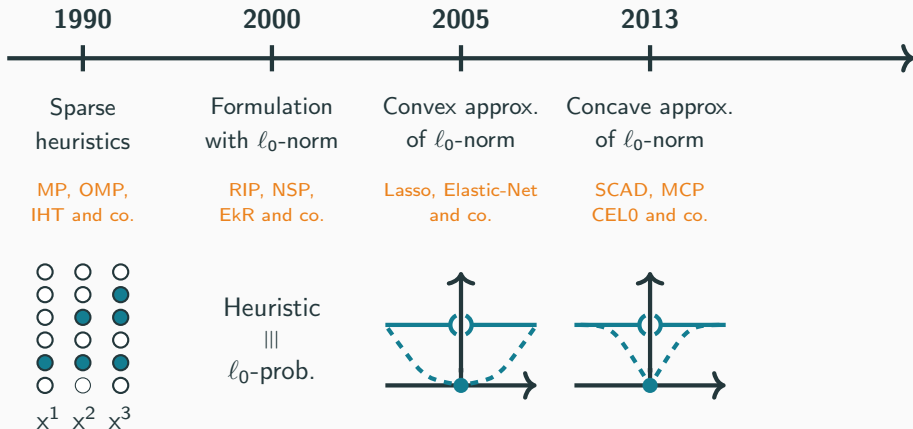 1990
2000
2005
2013
Sparse
heuristics
Formulation
with ℓ₀-norm
Convex approx.
of ℓ₀-norm
Concave approx.
of ℓ₀-norm
MP, OMP,
IHT and co.
RIP, NSP,
EkR and co.
Lasso, Elastic-Net
and co.
SCAD, MCP
CEL0 and co.
x¹ x² x³
Heuristic
≡
ℓ₀-prob.